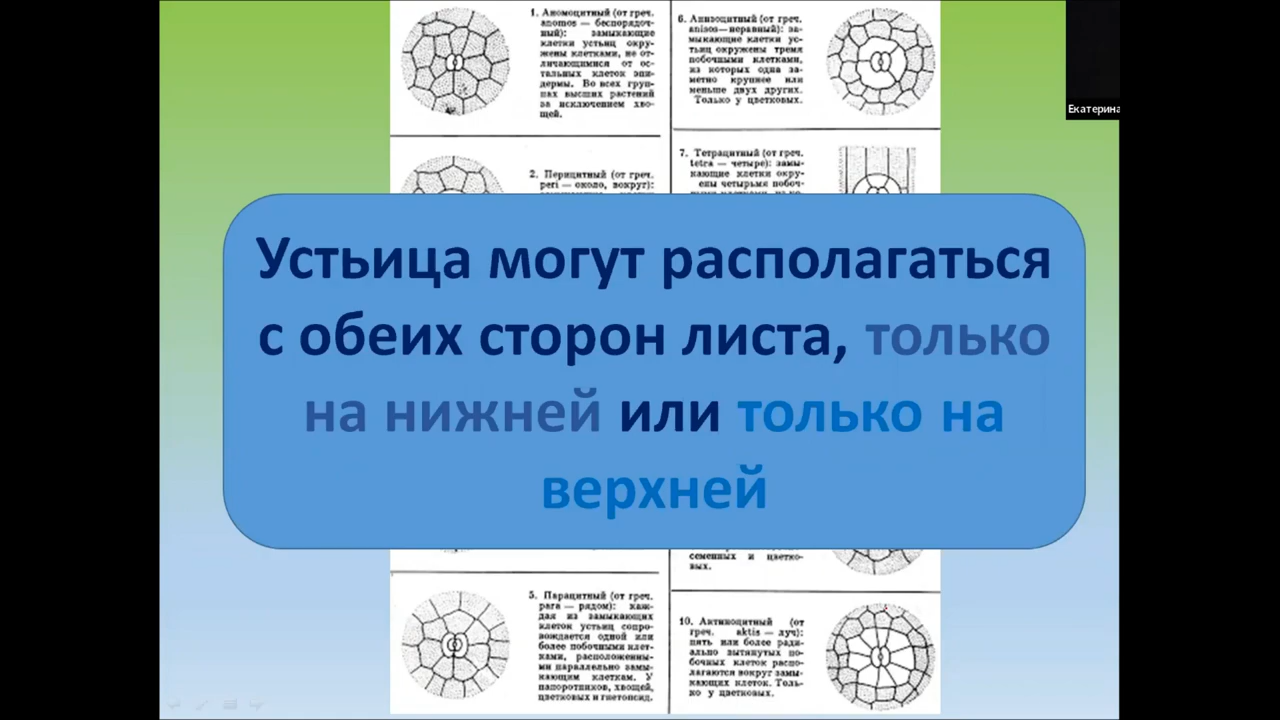 1. Аномоцитный (от греч.
anomos — беспорядоч-
ный): замыкающие
клетки устьиц окру-
жены клетками, не от-
личающимися от ос-
тальных клеток эпи-
дермы. Во всех груп-
пах высших растений
за исключением хво-
щей.
2. Перицитный (от греч.
peri — около, вокруг):
5. Парацитный (от греч.
para — рядом): каж-
дая из замыкающих
клеток устьиц сопро-
вождается одной или
более побочными клет-
ками, расположенны-
ми параллельно замы-
кающим клеткам. У
папоротников, хвощей,
цветковых и гнетопсид.
6. Анизоцитный (от греч.
anisos—неравный): за-
мыкающие клетки ус-
тьиц окружены тремя
побочными клетками,
из которых одна за-
метно крупнее или
меньше двух других.
Только у цветковых.
7. Тетрацитный (от греч.
tetra — четыре): замы-
кающие клетки окру-
ены четырьмя побоч-
семенных и цветко-
вых.
10. Актиноцитный (от
греч. aktis — луч):
пять или более ради-
ально вытянутых по-
бочных клеток распо-
лагаются вокруг замы-
кающих клеток. Толь-
ко у цветковых.
Устьица могут располагаться
с обеих сторон листа, только
на нижней или только на
верхней
Екатерина